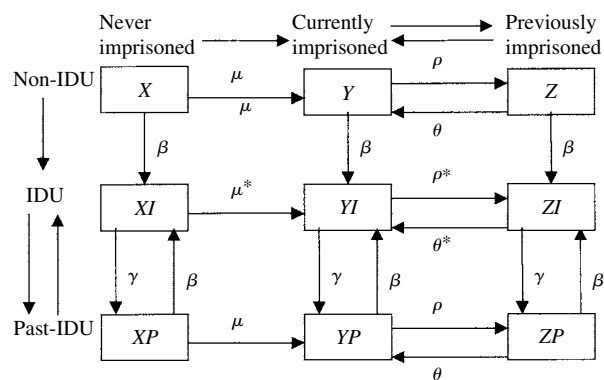 Never imprisoned
Currently imprisoned
Previously imprisoned
Non-IDU
X
μ
μ
Y
ρ
θ
Z
β
β
β
IDU
XI
μ*
YI
ρ*
θ*
ZI
γ
β
γ
β
γ
β
Past-IDU
XP
μ
YP
ρ
θ
ZP